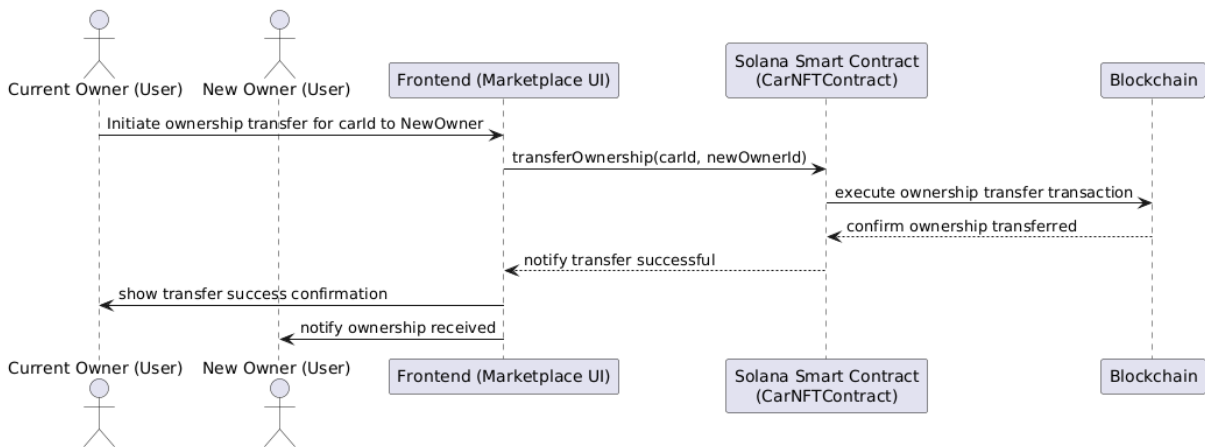 Current Owner (User)
New Owner (User)
Frontend (Marketplace UI)
Solana Smart Contract
(CarNFTContract)
Blockchain
Initiate ownership transfer for carId to NewOwner
transferOwnership(carId, newOwnerId)
execute ownership transfer transaction
confirm ownership transferred
notify transfer successful
show transfer success confirmation
notify ownership received
Current Owner (User)
New Owner (User)
Frontend (Marketplace UI)
Solana Smart Contract
(CarNFTContract)
Blockchain